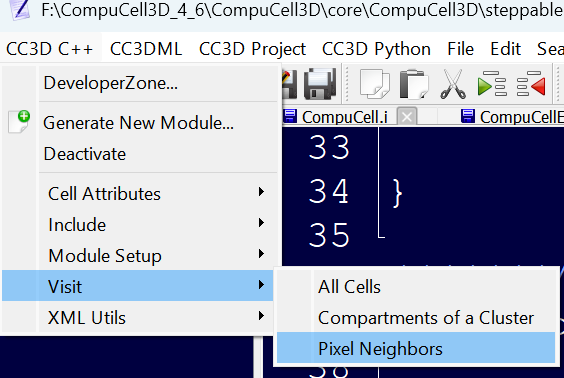 F:\CompuCell3D_4_6\CompuCell3D\core\CompuCell3D\steppable
CC3D C++ CC3DML CC3D Project CC3D Python File Edit Sea
DeveloperZone...
CompuCell.i CompuCellE
Generate New Module...
33
Deactivate
34 }
Cell Attributes
Include
35
Module Setup
Visit
All Cells
XML Utils
Compartments of a Cluster
Pixel Neighbors
38